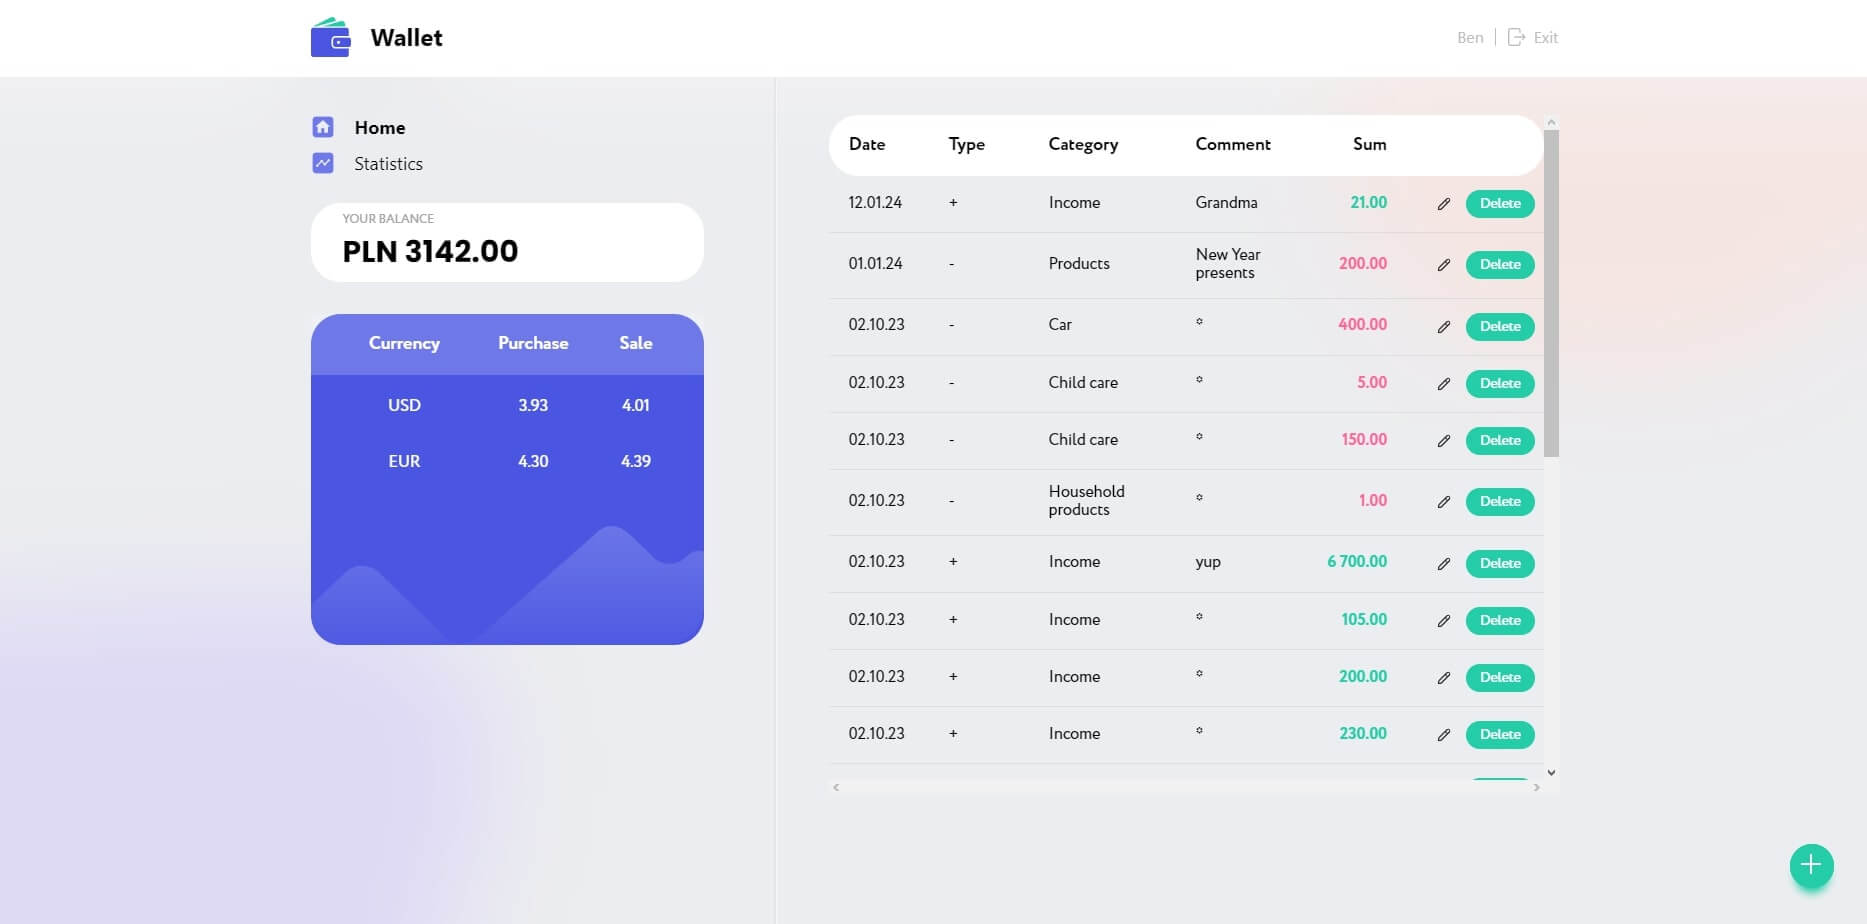 Wallet
Ben Exit
Home
Statistics
YOUR BALANCE
PLN 3142.00
Currency Purchase Sale
USD 3.93 4.01
EUR 4.30 4.39
Date Type Category Comment Sum
12.01.24 + Income Grandma 21.00 Delete
01.01.24 - Products New Year presents 200.00 Delete
02.10.23 - Car * 400.00 Delete
02.10.23 - Child care * 5.00 Delete
02.10.23 - Child care * 150.00 Delete
02.10.23 - Household products * 1.00 Delete
02.10.23 + Income yup 6 700.00 Delete
02.10.23 + Income * 105.00 Delete
02.10.23 + Income * 200.00 Delete
02.10.23 + Income * 230.00 Delete